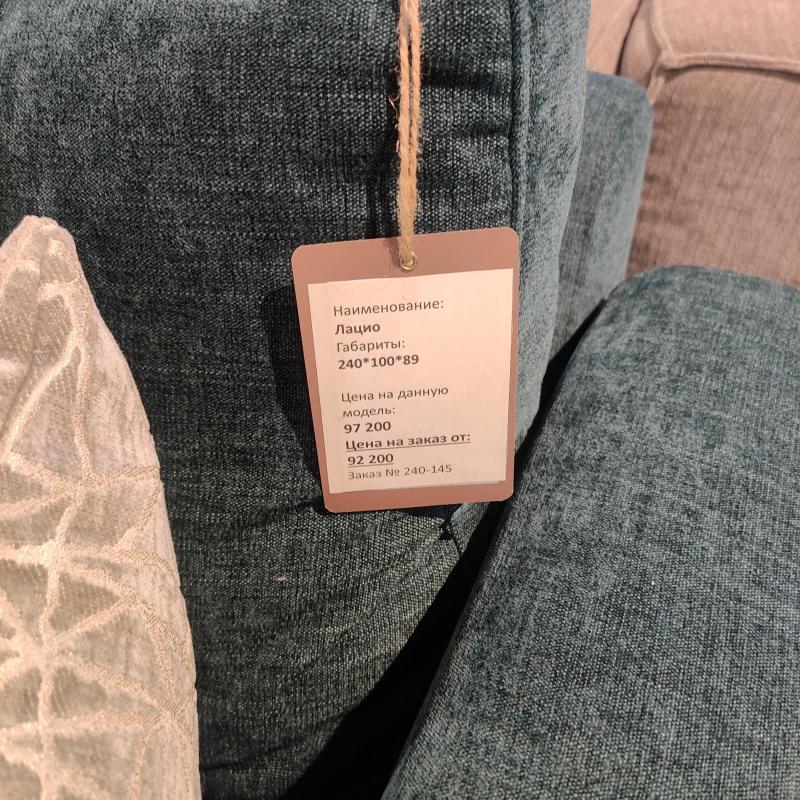 Наименование:
Лацио
Габариты:
240*100*89
Цена на данную
модель:
97 200
Цена на заказ от:
92 200
Заказ № 240-145